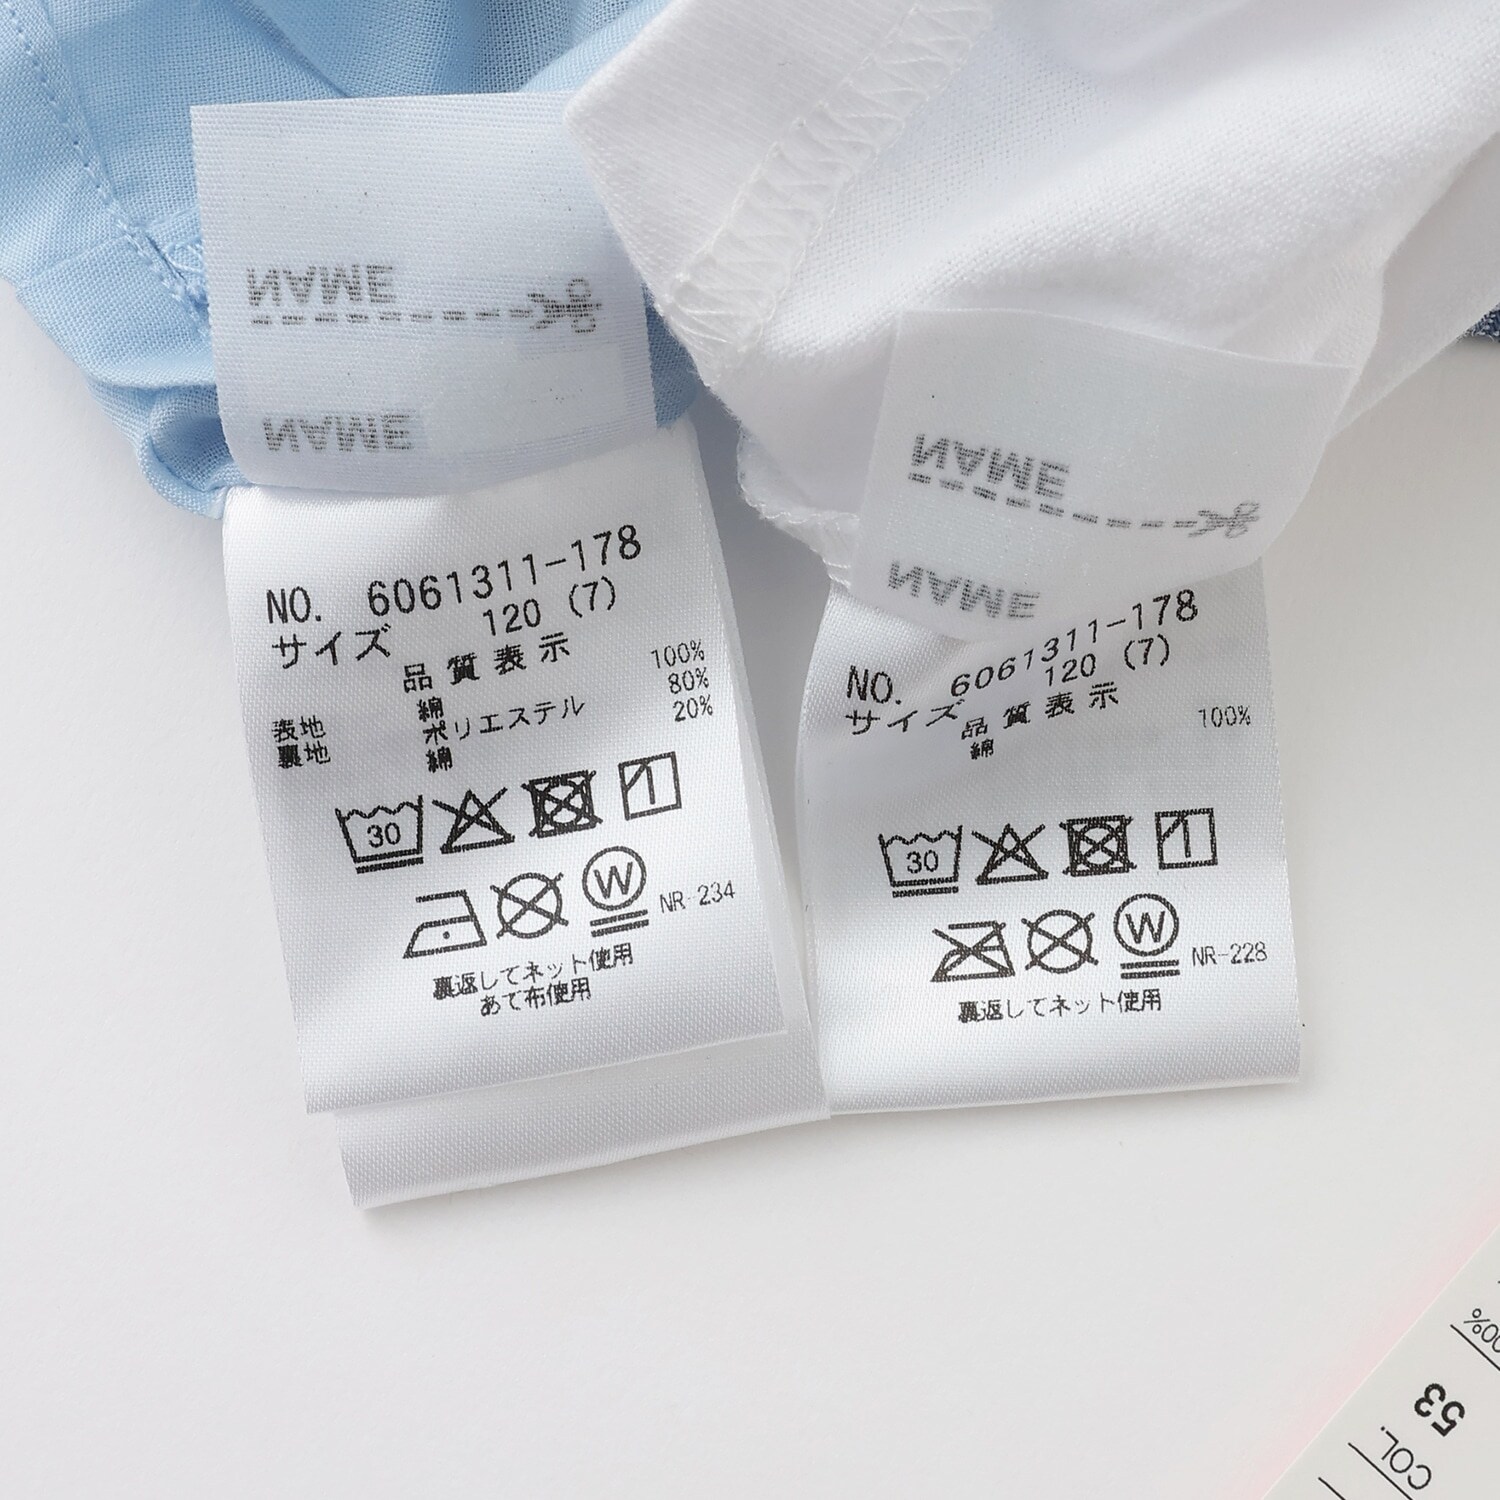 NAME
NAME
NO. 6061311-178
サイズ 120 (7)
品質表示
表地 綿 100%
裏地 ポリエステル 80%
綿 20%
30
W NR-234
裏返してネット使用
あて布使用
NAME
NAME
NO. 6061311-178
サイズ 120 (7)
品質表示
綿 100%
30
W NR-228
裏返してネット使用
COL. 53